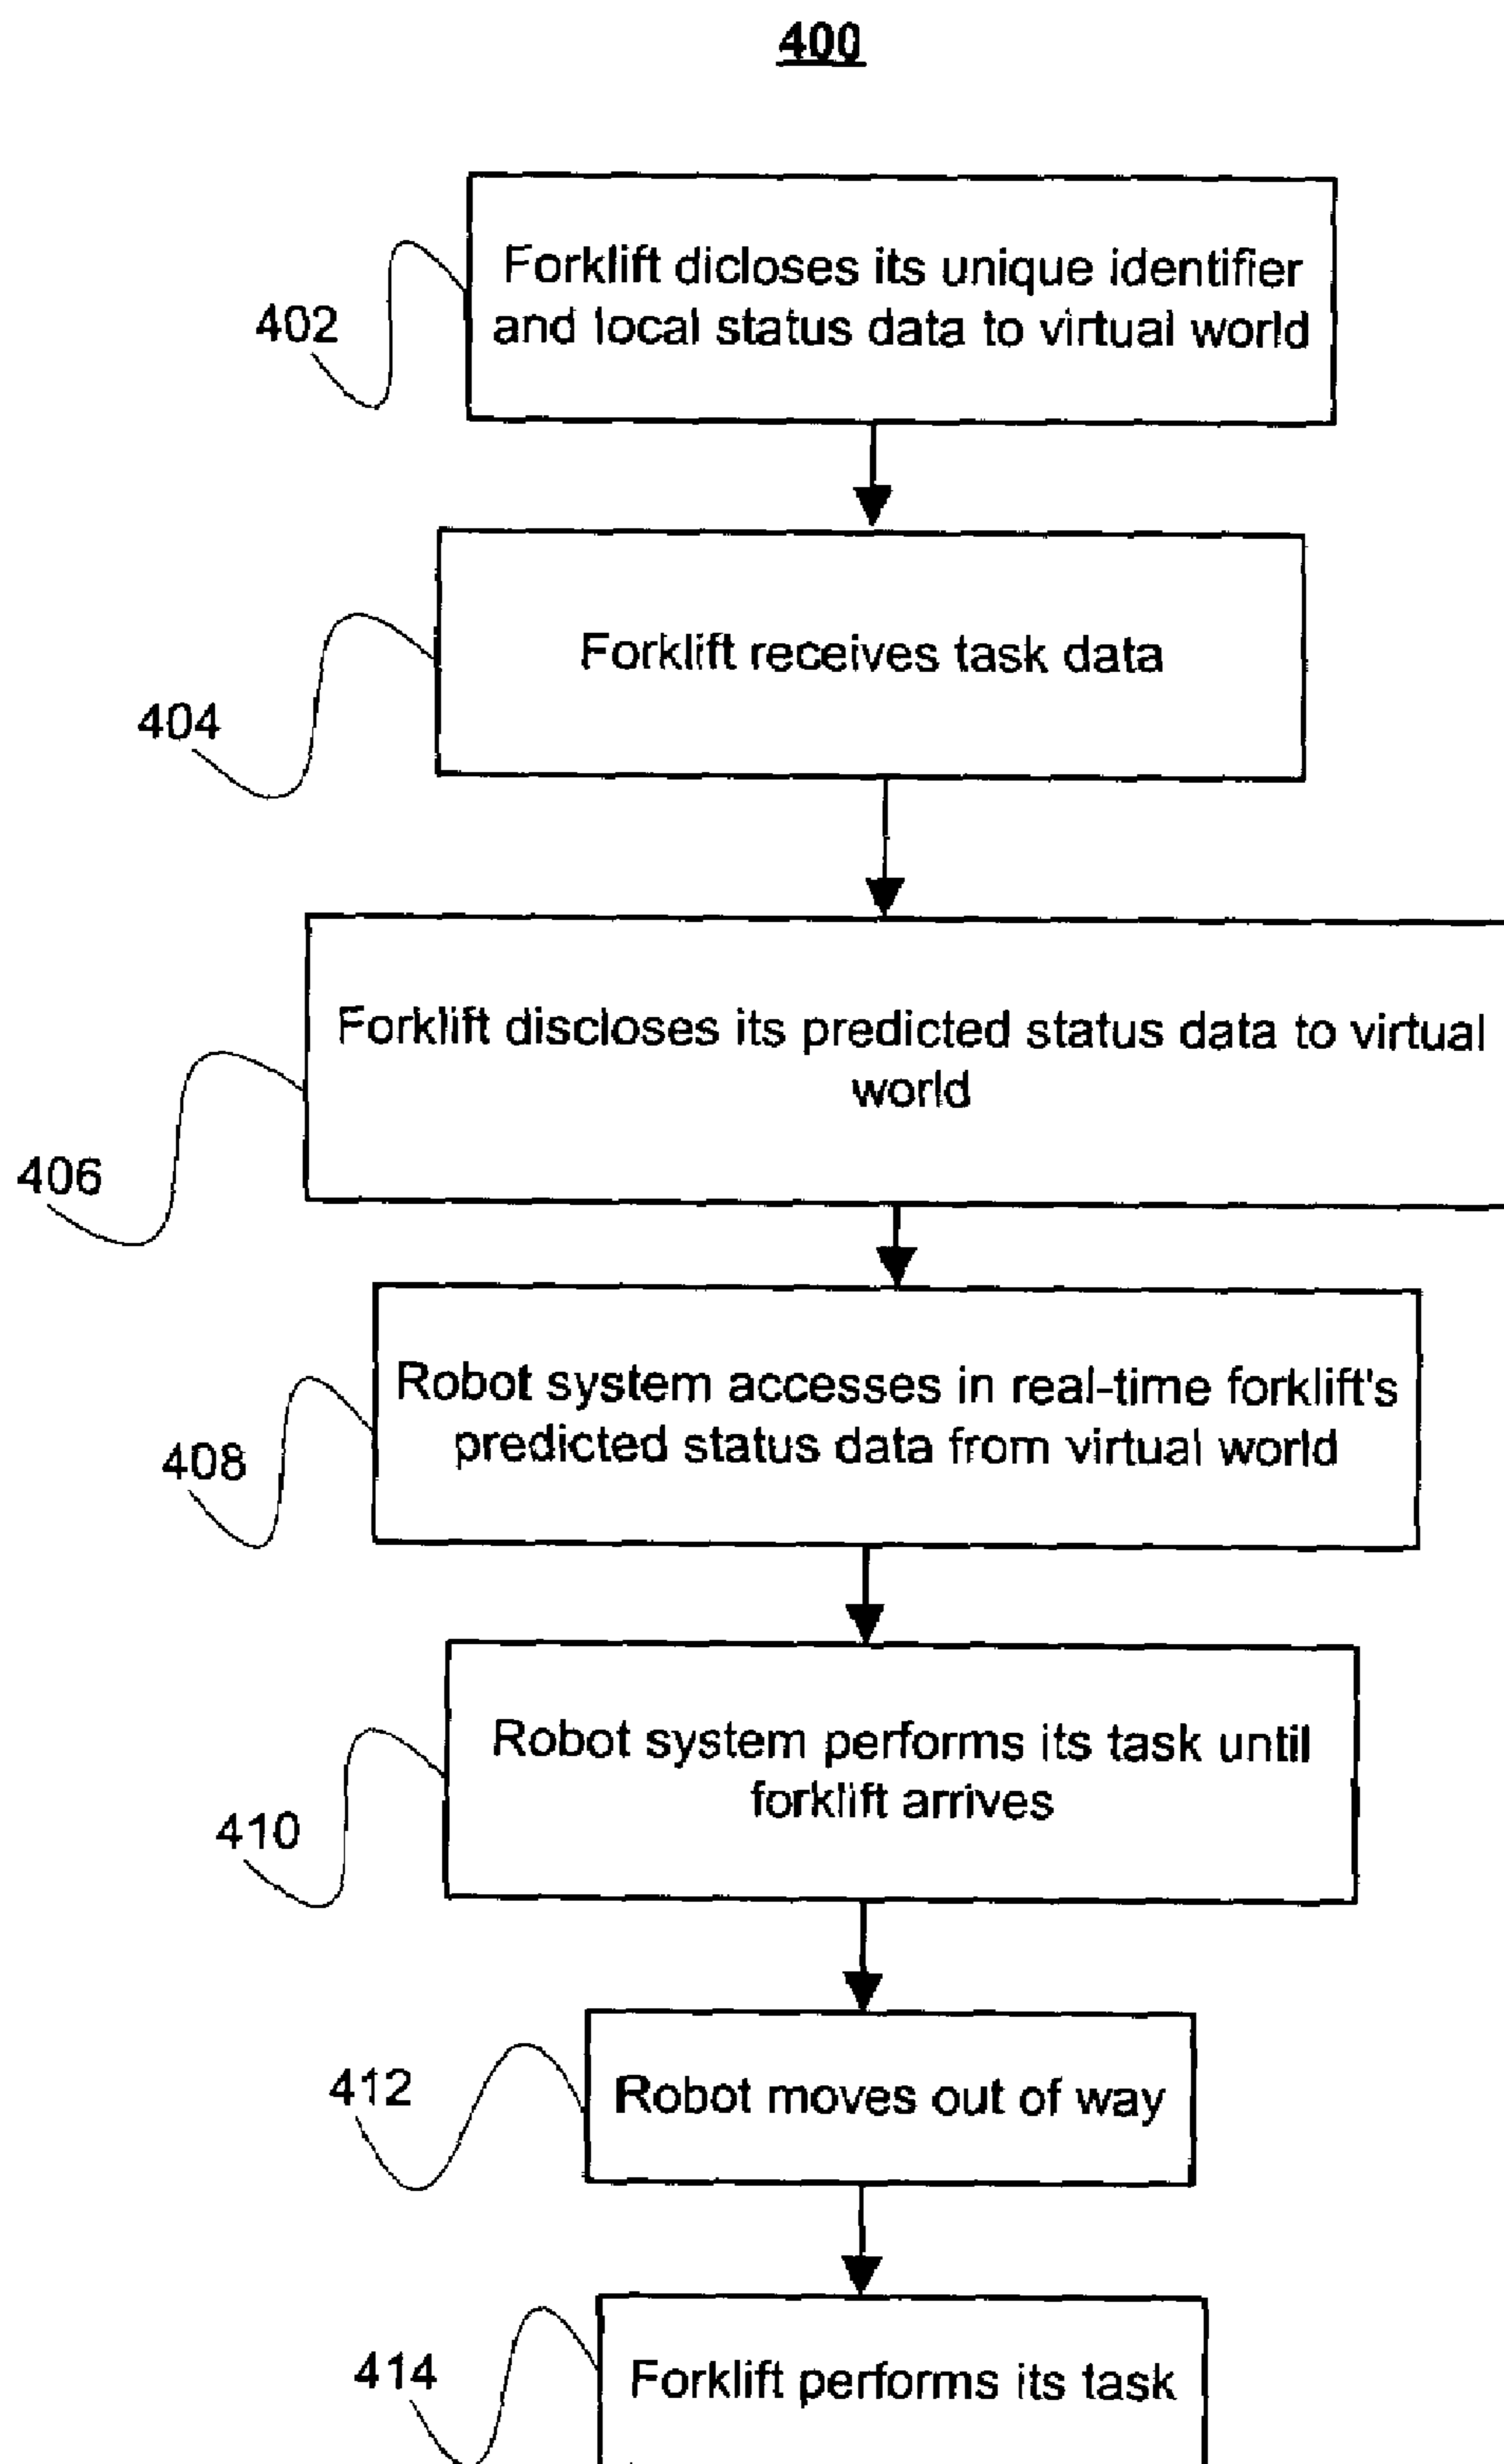 400
Forklift dicloses its unique identifier
and local status data to virtual world
402
Forklift receives task data
404
Forklift discloses its predicted status data to virtual
world
406
Robot system accesses in real-time forklift's
predicted status data from virtual world
408
Robot system performs its task until
forklift arrives
410
Robot moves out of way
412
Forklift performs its task
414